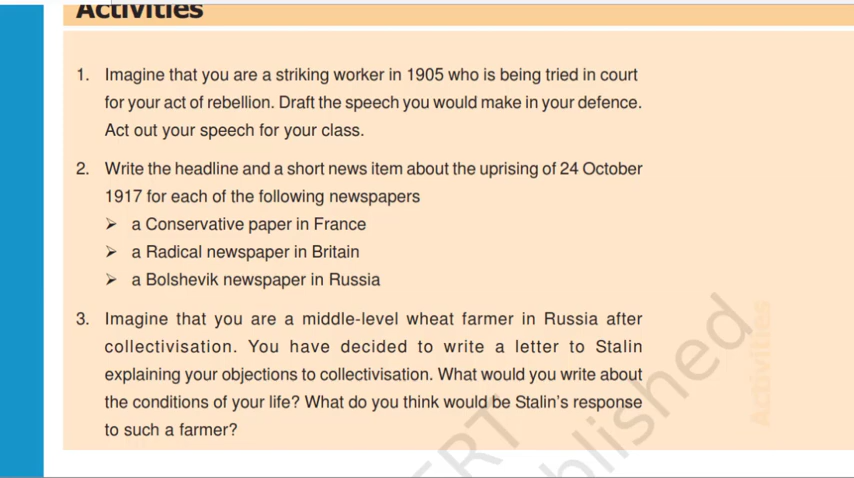 Activities
1. Imagine that you are a striking worker in 1905 who is being tried in court
for your act of rebellion. Draft the speech you would make in your defence.
Act out your speech for your class.
2. Write the headline and a short news item about the uprising of 24 October
1917 for each of the following newspapers
➢ a Conservative paper in France
➢ a Radical newspaper in Britain
➢ a Bolshevik newspaper in Russia
3. Imagine that you are a middle-level wheat farmer in Russia after
collectivisation. You have decided to write a letter to Stalin
explaining your objections to collectivisation. What would you write about
the conditions of your life? What do you think would be Stalin's response
to such a farmer?
Activities